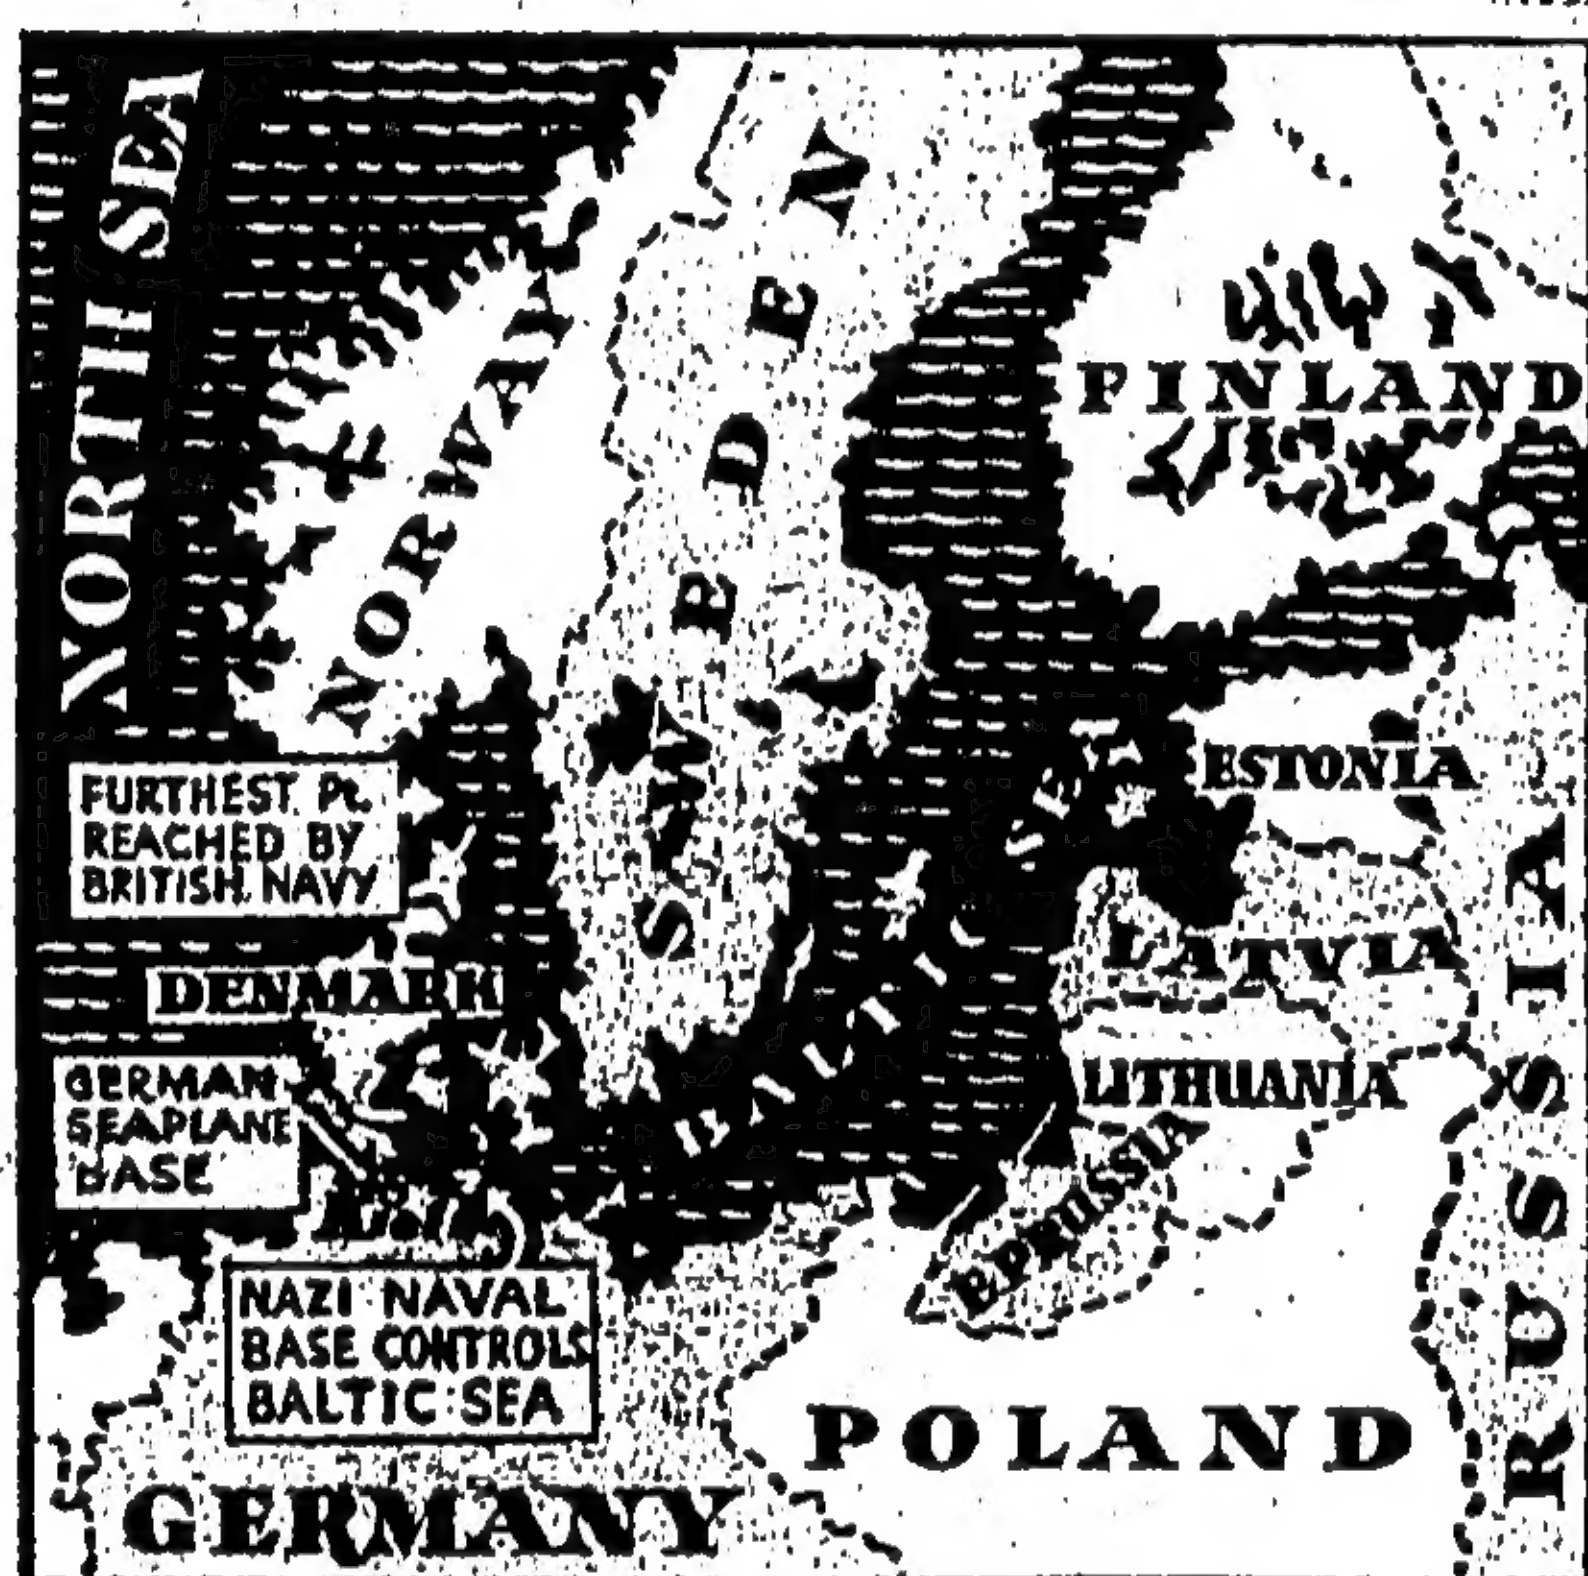 NORTH SEA
NORWAY
SWEDEN
FINLAND
FURTHEST Pt.
REACHED BY
BRITISH NAVY
BALTIC SEA
ESTONIA
LATVIA
DENMARK
LITHUANIA
GERMAN
SEAPLANE
BASE
E PRUSSIA
RUSSIA
Kiel
NAZI NAVAL
BASE CONTROLS
BALTIC SEA
POLAND
GERMANY